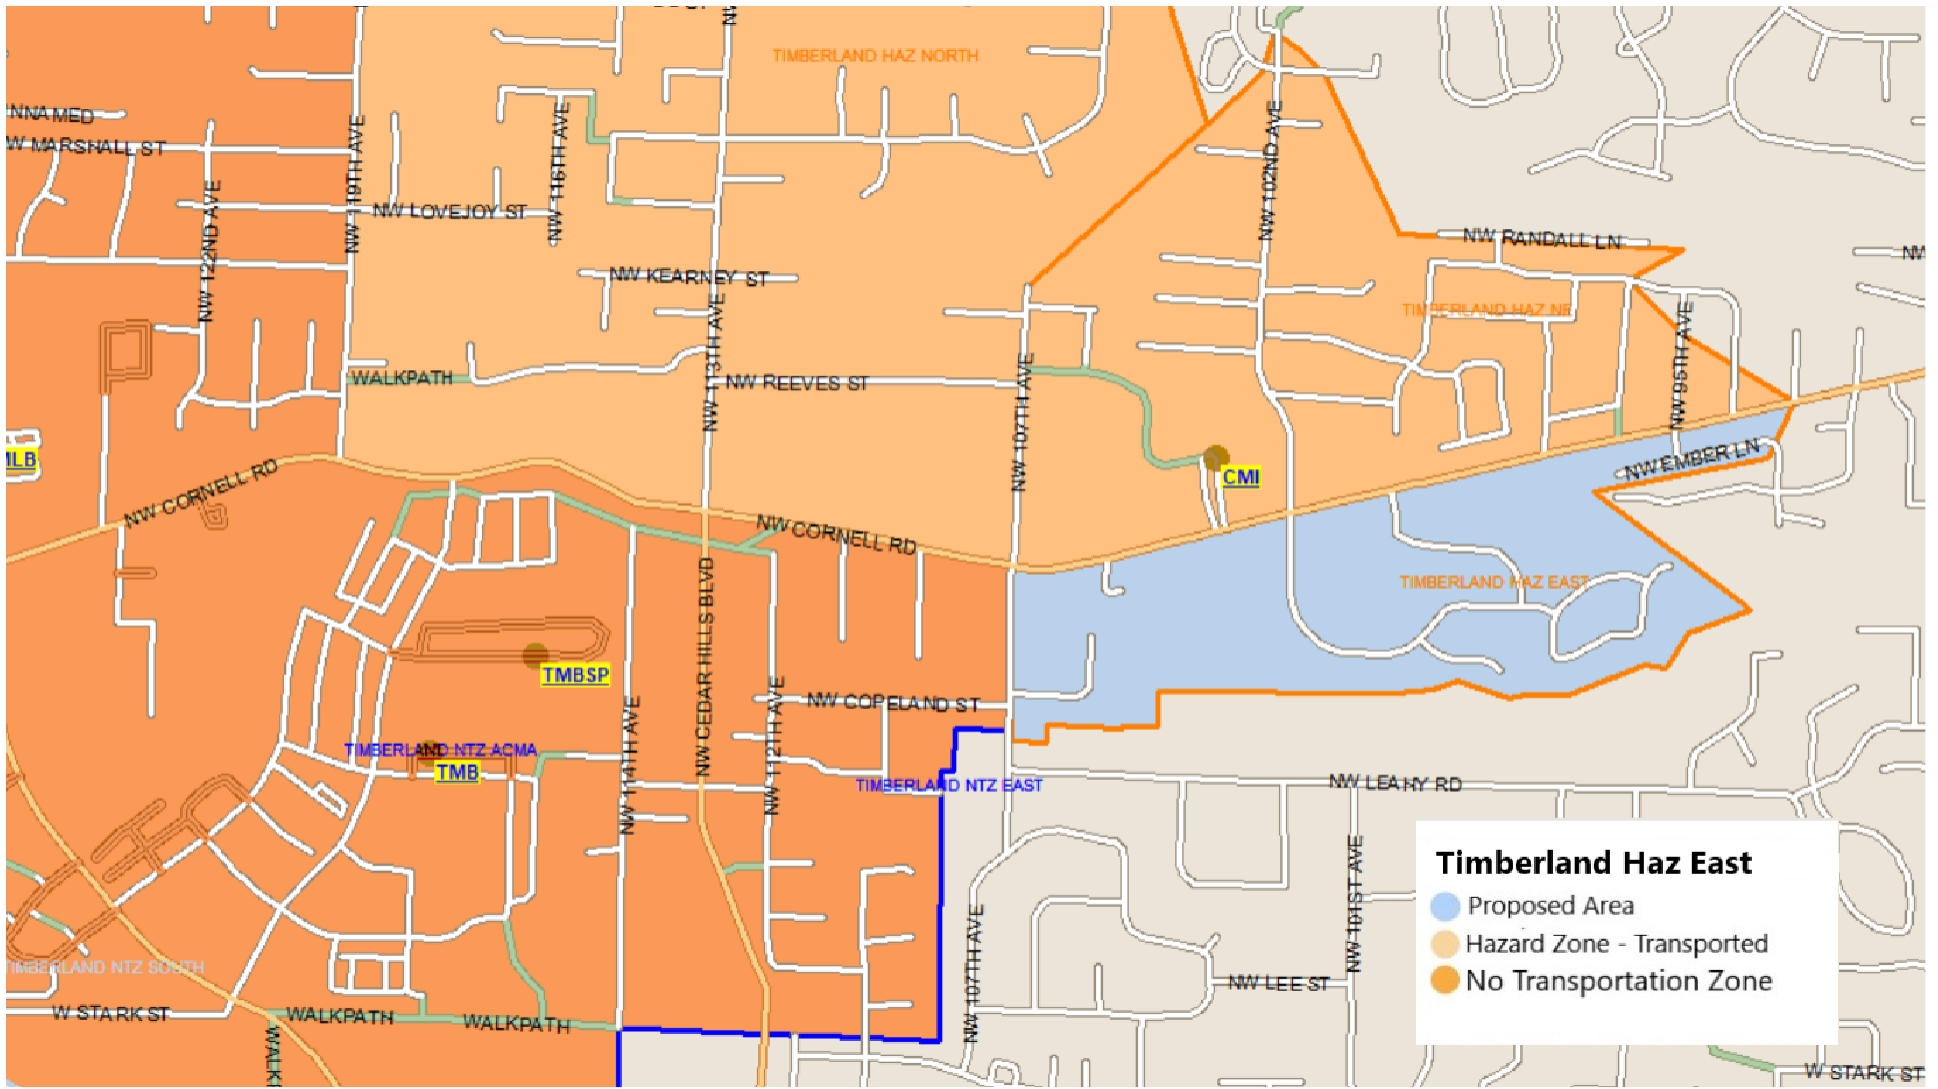 TIMBERLAND HAZ NORTH
NNAMED
W MARSHALL ST
NW 119TH AVE
NW 116TH AVE
NW 102ND AVE
NW 122ND AVE
NW LOVEJOY ST
NW RANDALL LN
NW
NW KEARNEY ST
NW 113TH AVE
TIMBERLAND HAZ NE
NW 95TH AVE
WALKPATH
NW REEVES ST
NW 107TH AVE
MLB
NW CORNELL RD
CMI
NW EMBER LN
NW CORNELL RD
NW CEDAR HILLS BLVD
TIMBERLAND HAZ EAST
TMBSP
NW 114TH AVE
NW 112TH AVE
NW COPELAND ST
TIMBERLAND NTZ ACMA
TMB
TIMBERLAND NTZ EAST
NW LEAHY RD
NW 101ST AVE
Timberland Haz East
Proposed Area
Hazard Zone - Transported
No Transportation Zone
NW 107TH AVE
TIMBERLAND NTZ SOUTH
NW LEE ST
W STARK ST
WALKPATH
WALKPATH
W STARK ST